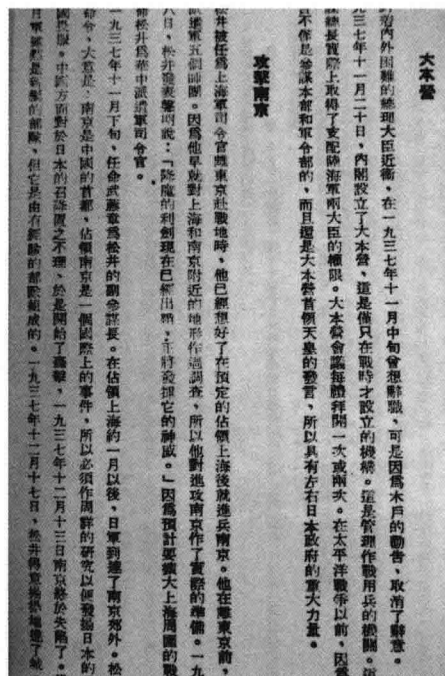 大本營
內外困難的總理大臣近衞、在一九三七年十一月中旬曾想辭職、可是因爲木戶的勸告、取消了辭意。
九三七年十一月二十日、內閣設立了大本營、這是僅只在戰時才設立的機構。這是管理作戰用兵的機關。
總長實際上取得了支配陸海軍兩大臣的權限。大本營會議每禮拜開一次或兩次。在太平洋戰爭以前、因爲
不僅是參謀本部和軍令部的、而且還是大本營首領天皇的發言、所以具有左右日本政府的重大力量。
攻擊南京
松井被任爲上海軍司令官離東京赴戰地時、他已經想好了在預定的佔領上海後就進兵南京。他在離東京前、
派遣軍五個師團。因爲他早就對上海和南京附近的地形作過調查、所以他對進攻南京作了實際的準備。一九
八日、松井發表聲明說:「降魔的利劍現在已經出鞘、正將發揮它的神威。」因爲預計要擴大上海周圍的戰
命松井爲華中派遣軍司令官。
一九三七年十一月下旬、任命武藤章爲松井的副參謀長。在佔領上海約一月以後、日軍到達了南京郊外。松
命令、大意是:南京是中國的首都、佔領南京是一個國際上的事件、所以必須作周詳的研究以便發揚日本的
國畏服。中國方面對於日本的召降置之不理、於是開始了轟擊、一九三七年十二月十三日南京終於失陷了。
日軍雖然是新編的部隊、但它是由有經驗的部隊組成的。一九三七年十二月十七日、松井得意揚揚地進了城